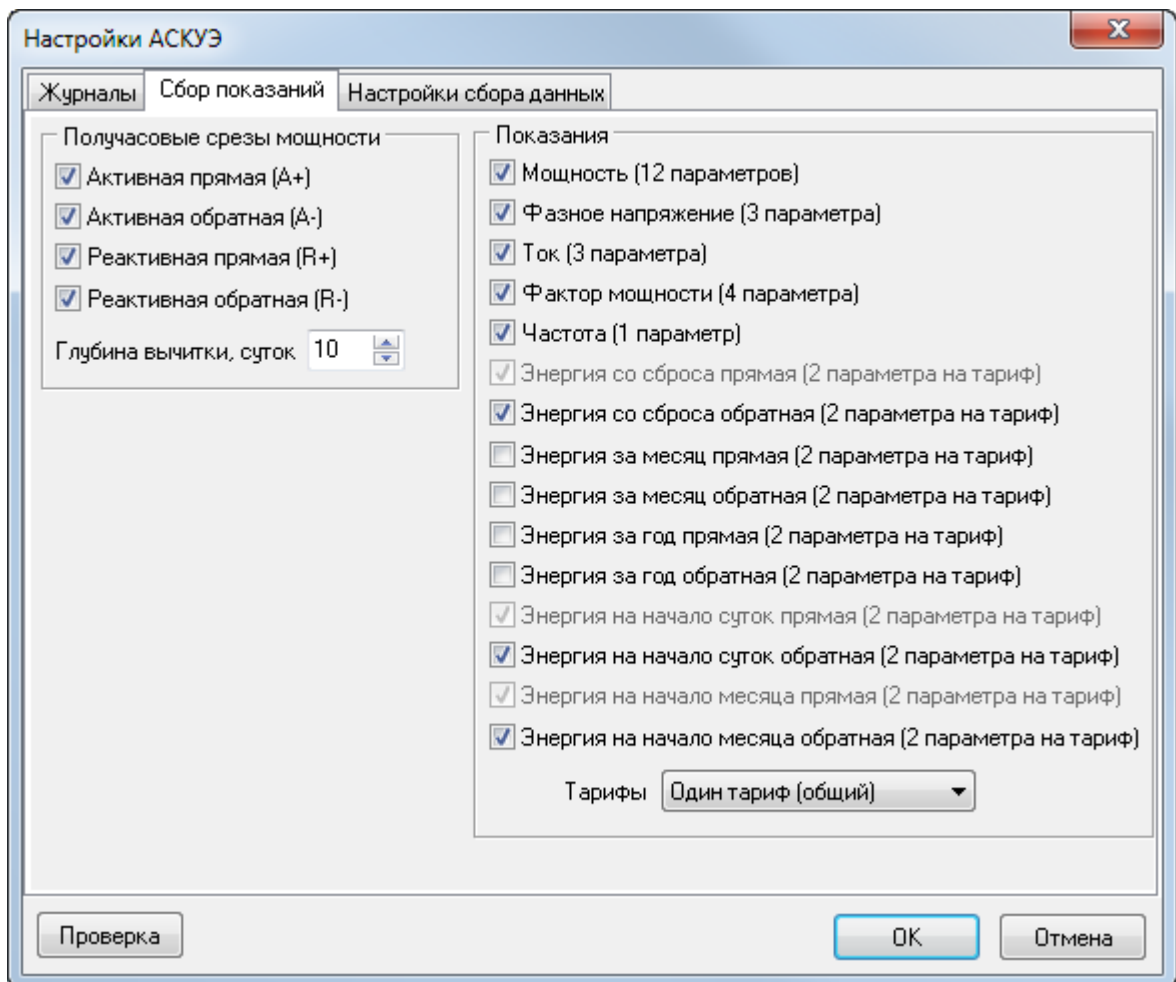 Настройки АСКУЭ
Журналы Сбор показаний Настройки сбора данных
Получасовые срезы мощности
Активная прямая (A+)
Активная обратная (A-)
Реактивная прямая (R+)
Реактивная обратная (R-)
Глубина вычитки, суток 10
Показания
Мощность (12 параметров)
Фазное напряжение (3 параметра)
Ток (3 параметра)
Фактор мощности (4 параметра)
Частота (1 параметр)
Энергия со сброса прямая (2 параметра на тариф)
Энергия со сброса обратная (2 параметра на тариф)
Энергия за месяц прямая (2 параметра на тариф)
Энергия за месяц обратная (2 параметра на тариф)
Энергия за год прямая (2 параметра на тариф)
Энергия за год обратная (2 параметра на тариф)
Энергия на начало суток прямая (2 параметра на тариф)
Энергия на начало суток обратная (2 параметра на тариф)
Энергия на начало месяца прямая (2 параметра на тариф)
Энергия на начало месяца обратная (2 параметра на тариф)
Тарифы Один тариф (общий)
Проверка OK Отмена